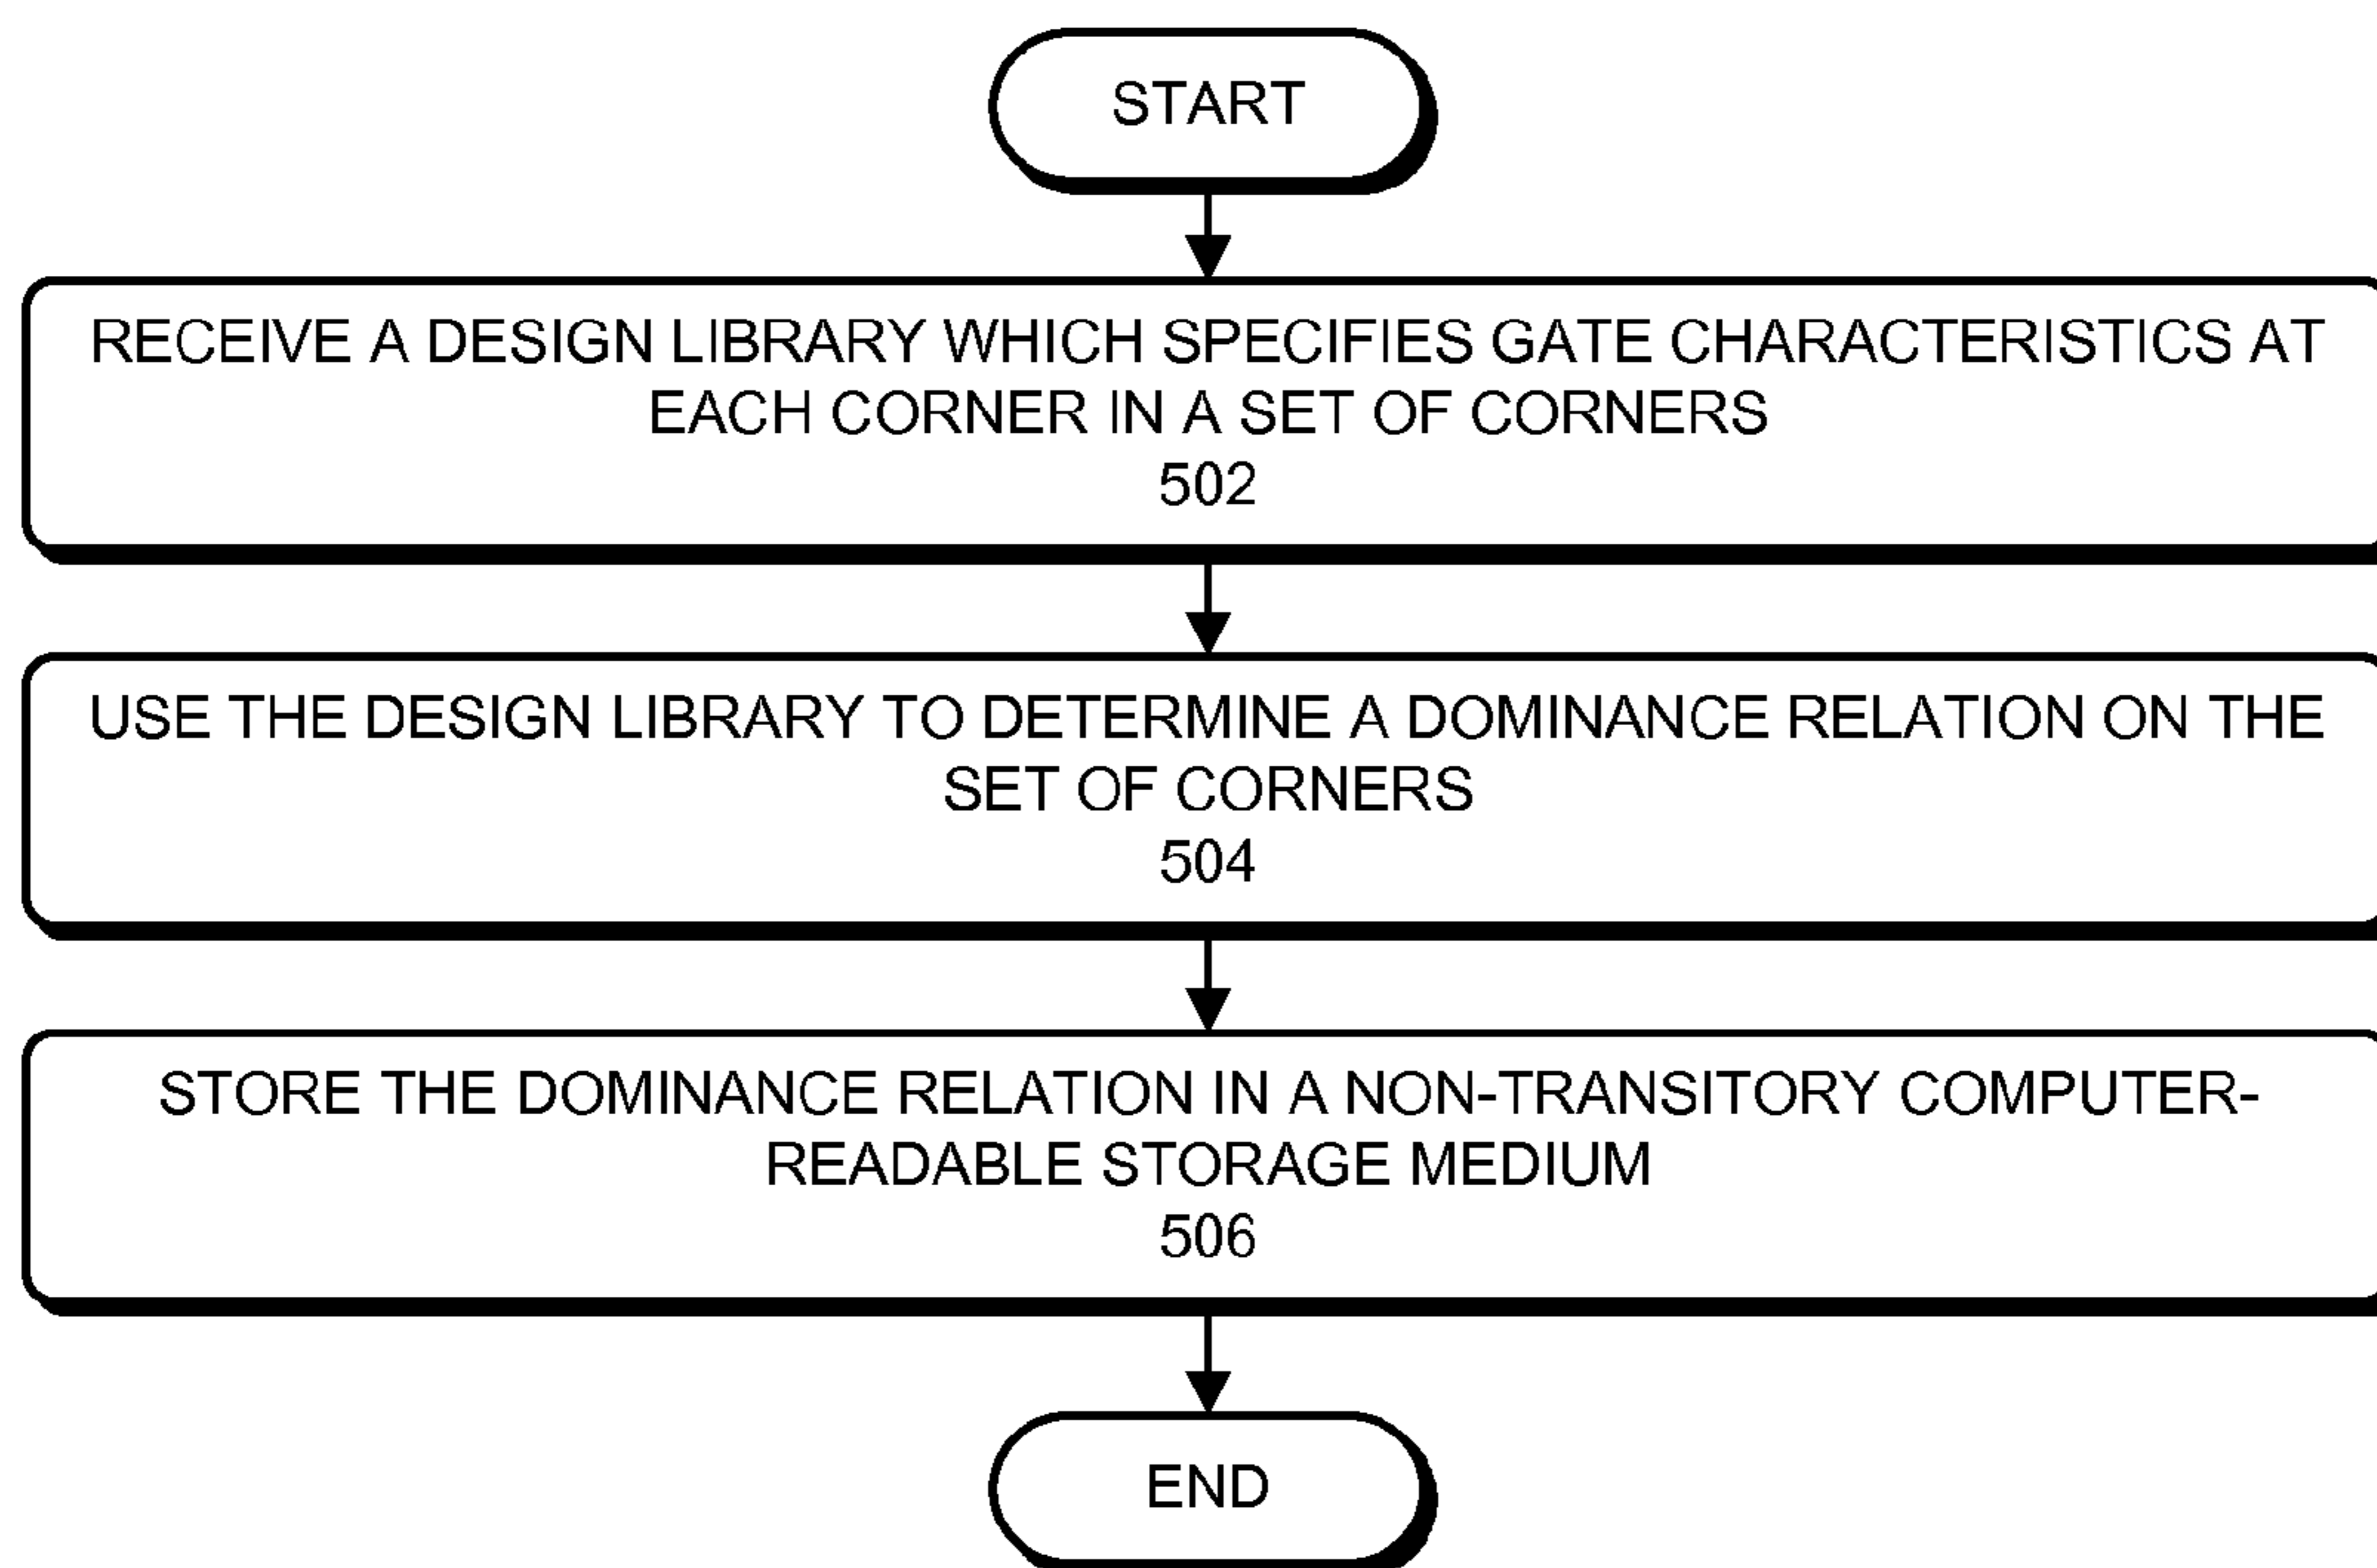 START
RECEIVE A DESIGN LIBRARY WHICH SPECIFIES GATE CHARACTERISTICS AT
EACH CORNER IN A SET OF CORNERS
502
USE THE DESIGN LIBRARY TO DETERMINE A DOMINANCE RELATION ON THE
SET OF CORNERS
504
STORE THE DOMINANCE RELATION IN A NON-TRANSITORY COMPUTER-
READABLE STORAGE MEDIUM
506
END